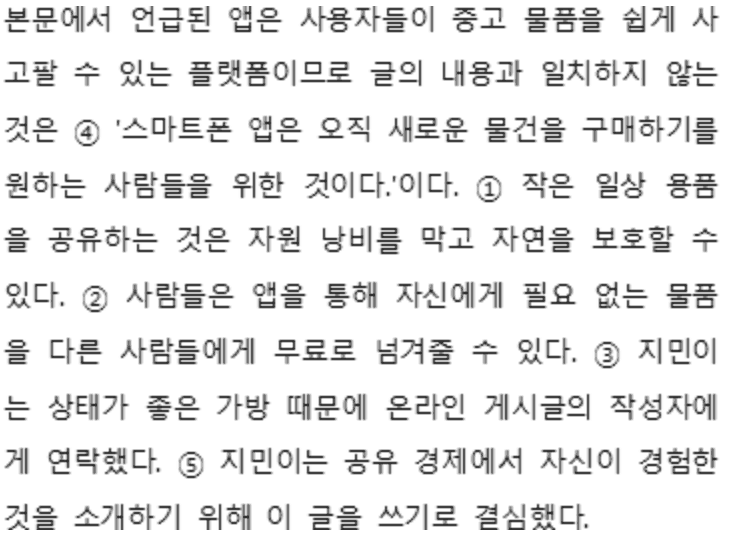 본문에서 언급된 앱은 사용자들이 중고 물품을 쉽게 사
고팔 수 있는 플랫폼이므로 글의 내용과 일치하지 않는
것은 ④ '스마트폰 앱은 오직 새로운 물건을 구매하기를
원하는 사람들을 위한 것이다.'이다. ① 작은 일상 용품
을 공유하는 것은 자원 낭비를 막고 자연을 보호할 수
있다. ② 사람들은 앱을 통해 자신에게 필요 없는 물품
을 다른 사람들에게 무료로 넘겨줄 수 있다. ③ 지민이
는 상태가 좋은 가방 때문에 온라인 게시글의 작성자에
게 연락했다. ⑤ 지민이는 공유 경제에서 자신이 경험한
것을 소개하기 위해 이 글을 쓰기로 결심했다.